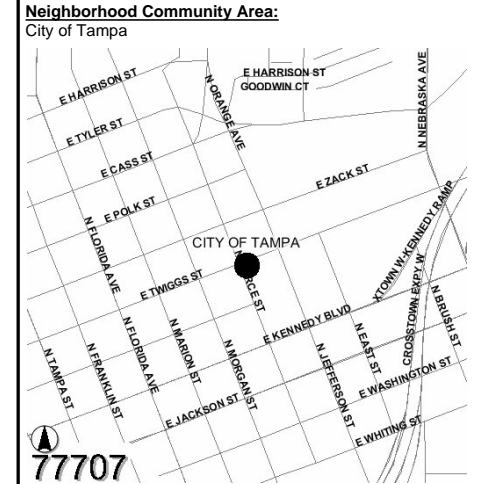 Neighborhood Community Area:
City of Tampa
E HARRISON ST
E HARRISON ST
GOODWIN CT
N ORANGE AVE
N NEBRASKA AVE
E TYLER ST
E CASS ST
E ZACK ST
E POLK ST
CITY OF TAMPA
XTOWN W-KENNEDY RAMP
N FLORIDA AVE
E TWIGGS ST
CROSSTOWN EXPY W
N BRUSH ST
E KENNEDY BLVD
N TAMPA ST
N FRANKLIN ST
N FLORIDA AVE
N MARION ST
N MORGAN ST
N JEFFERSON ST
N EAST ST
E WASHINGTON ST
E JACKSON ST
E WHITING ST
77707